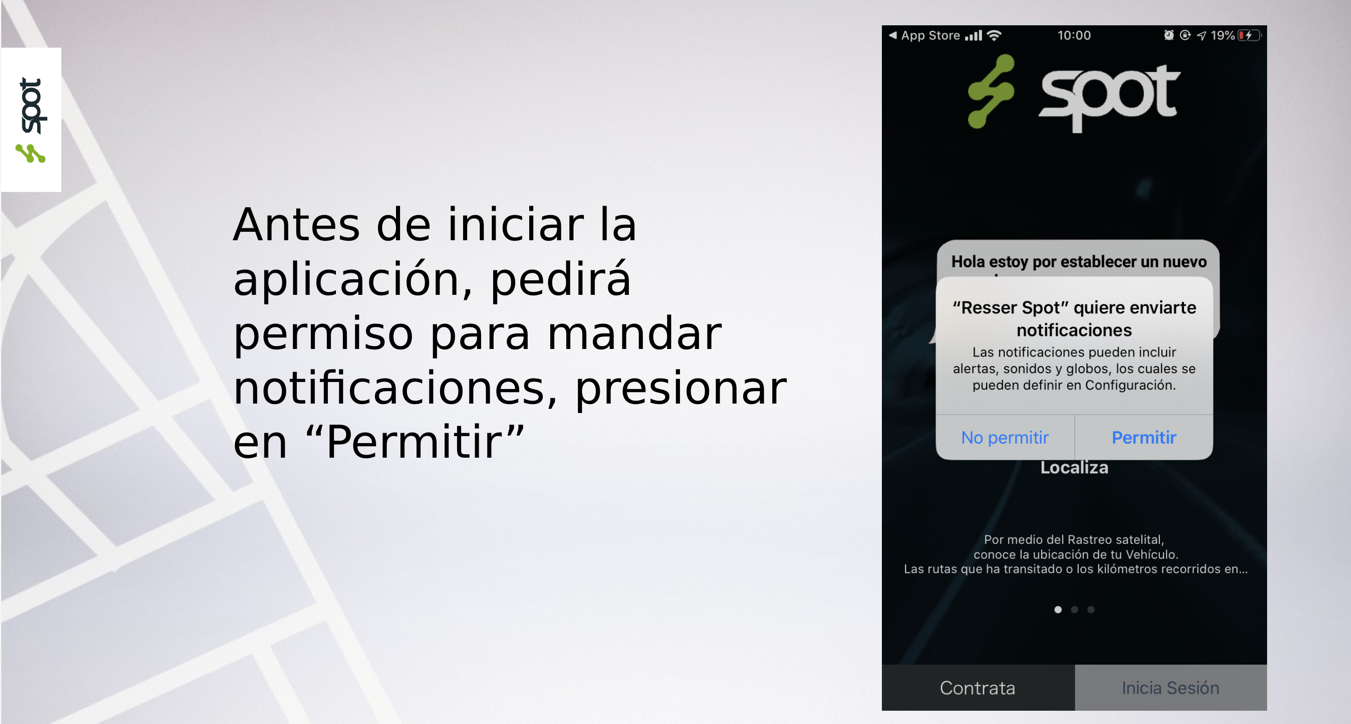 spot
Antes de iniciar la
aplicación, pedirá
permiso para mandar
notificaciones, presionar
en “Permitir”
App Store
10:00
19%
spot
Hola estoy por establecer un nuevo
“Resser Spot” quiere enviarte
notificaciones
Las notificaciones pueden incluir
alertas, sonidos y globos, los cuales se
pueden definir en Configuración.
No permitir
Permitir
Localiza
Por medio del Rastreo satelital,
conoce la ubicación de tu Vehículo.
Las rutas que ha transitado o los kilómetros recorridos en...
Contrata
Inicia Sesión